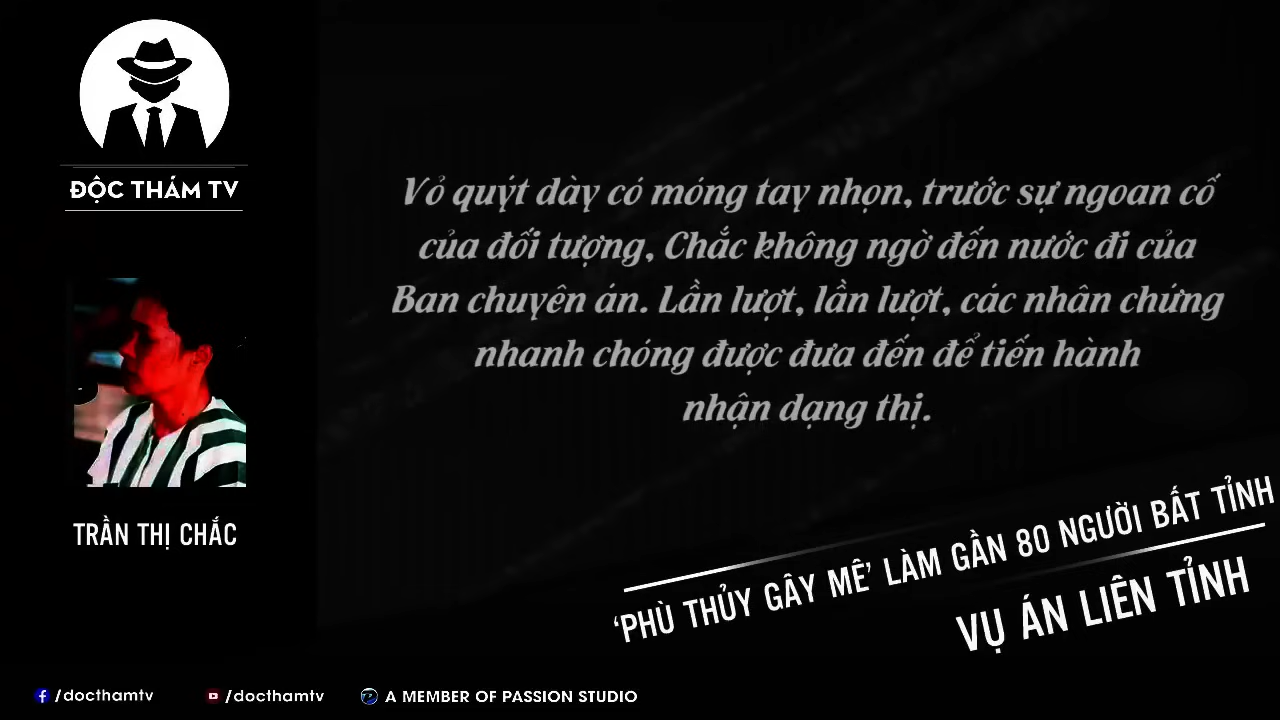 ĐỘC THÁM TV
Vỏ quýt dày có móng tay nhọn, trước sự ngoan cố
của đối tượng, Chắc không ngờ đến nước đi của
Ban chuyên án. Lần lượt, lần lượt, các nhân chứng
nhanh chóng được đưa đến để tiến hành
nhận dạng thị.
TRẦN THỊ CHẮC
‘PHÙ THỦY GÂY MÊ’ LÀM GẦN 80 NGƯỜI BẤT TỈNH
VỤ ÁN LIÊN TỈNH
/docthamtv
/docthamtv
A MEMBER OF PASSION STUDIO